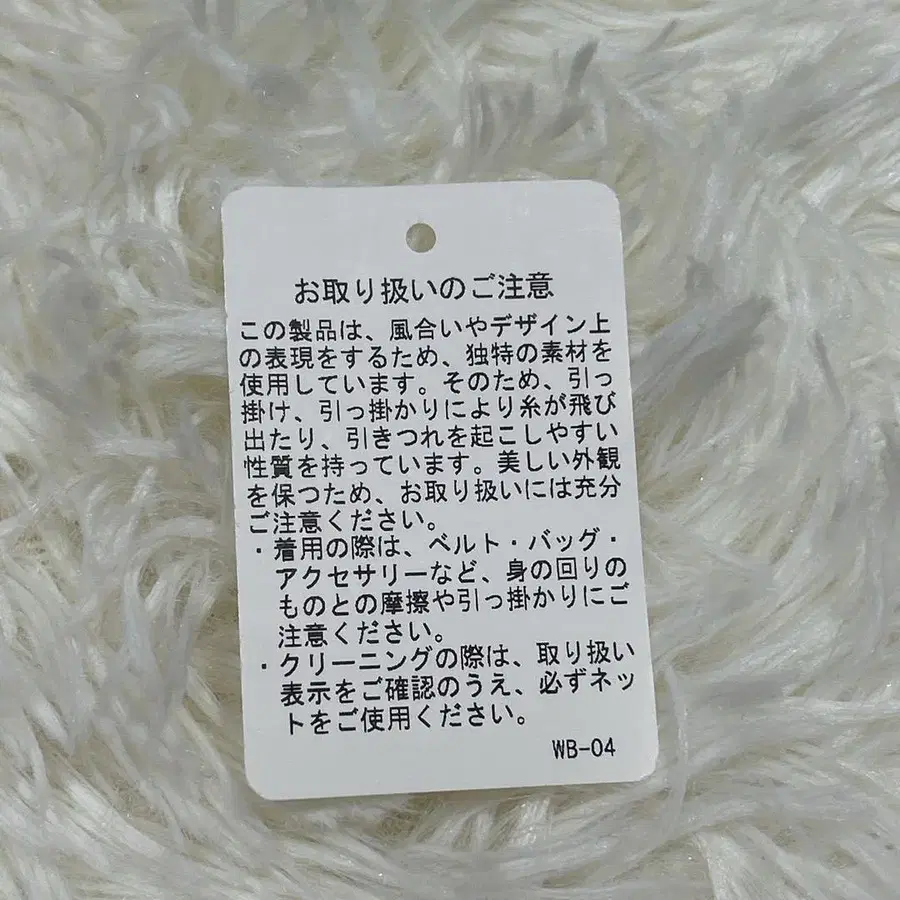 お取り扱いのご注意
この製品は、風合いやデザイン上
の表現をするため、独特の素材を
使用しています。そのため、引っ
掛け、引っ掛かりにより糸が飛び
出たり、引きつれを起こしやすい
性質を持っています。美しい外観
を保つため、お取り扱いには充分
ご注意ください。
・着用の際は、ベルト・バッグ・
アクセサリーなど、身の回りの
ものとの摩擦や引っ掛かりにご
注意ください。
・クリーニングの際は、取り扱い
表示をご確認のうえ、必ずネッ
トをご使用ください。
WB-04